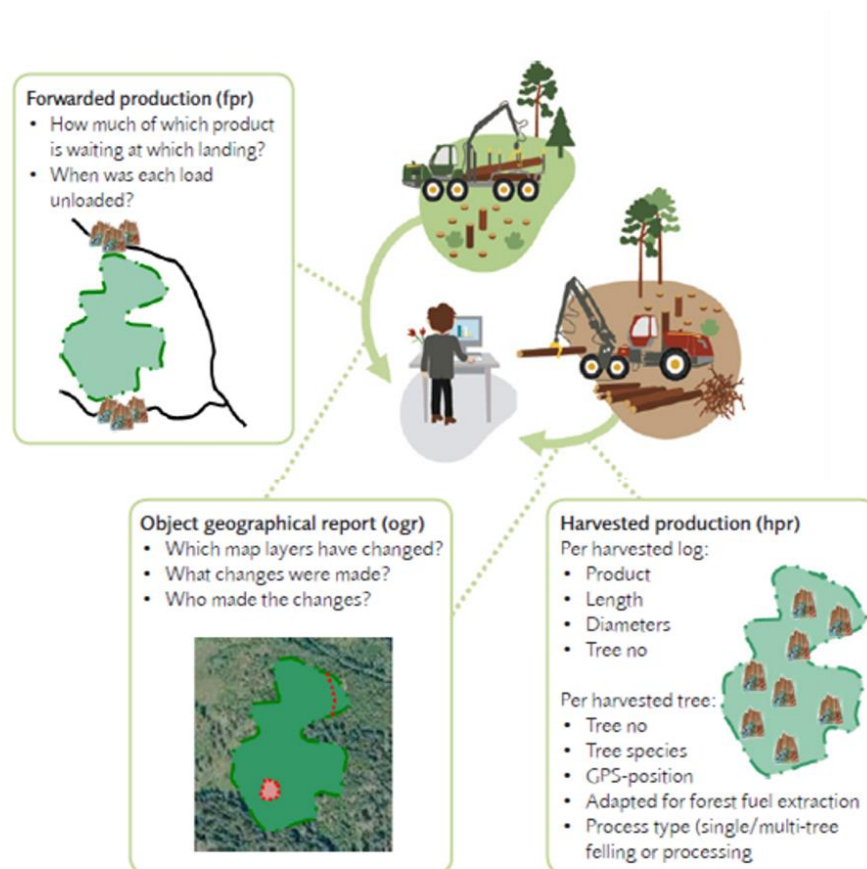 Forwarded production (fpr)
• How much of which product
is waiting at which landing?
• When was each load
unloaded?
Object geographical report (ogr)
• Which map layers have changed?
• What changes were made?
• Who made the changes?
Harvested production (hpr)
Per harvested log:
• Product
• Length
• Diameters
• Tree no
Per harvested tree:
• Tree no
• Tree species
• GPS-position
• Adapted for forest fuel extraction
• Process type (single/multi-tree
felling or processing